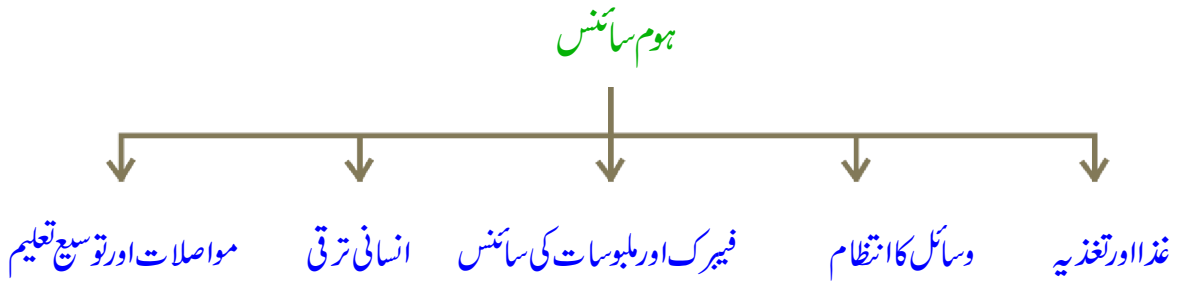 ہوم سائنس
غذا اور تغذیہ
وسائل کا انتظام
فیبرک اور ملبوسات کی سائنس
انسانی ترقی
مواصلات اور توسیع تعلیم